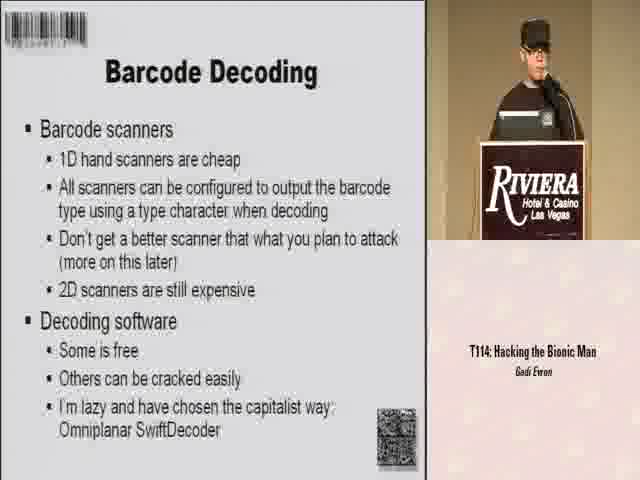 Barcode Decoding
Barcode scanners
1D hand scanners are cheap
All scanners can be configured to output the barcode
type using a type character when decoding
Don't get a better scanner that what you plan to attack
(more on this later)
2D scanners are still expensive
Decoding software
Some is free
Others can be cracked easily
I'm lazy and have chosen the capitalist way:
Omniplanar SwiftDecoder
RIVIERA
Hotel & Casino
Las Vegas
T114: Hacking the Bionic Man
Gadi Evron